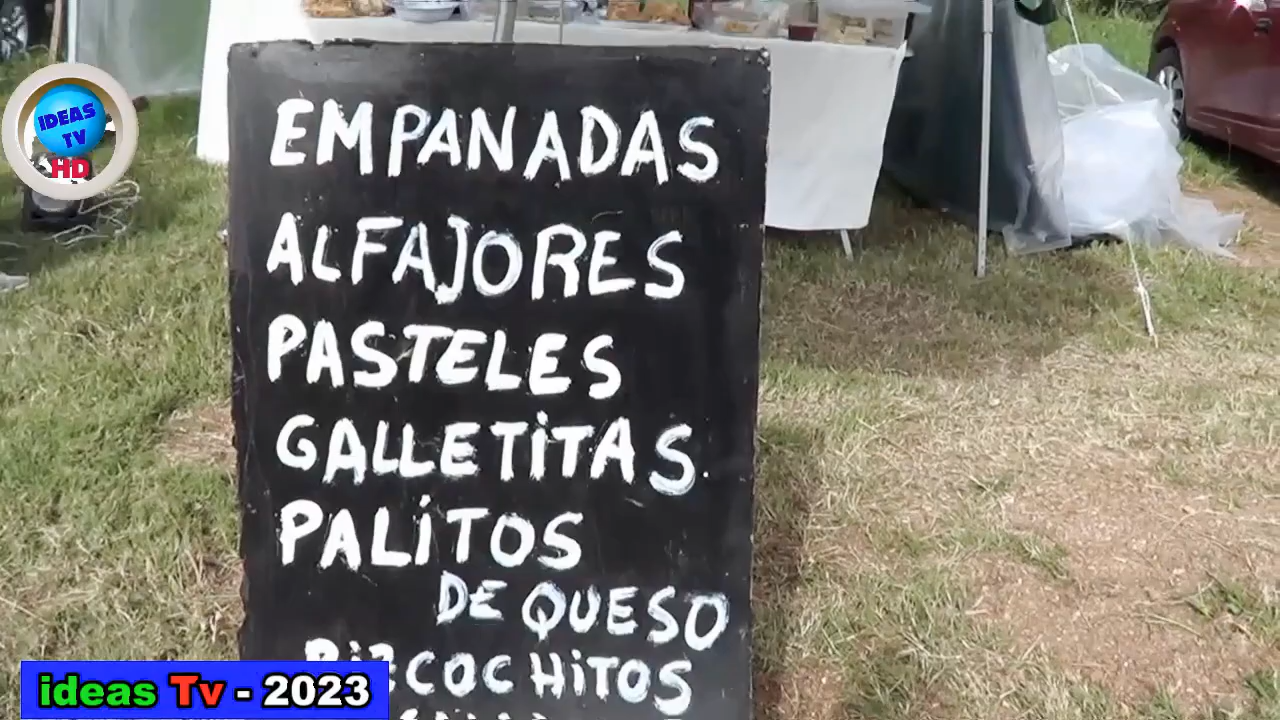 EMPANADAS
ALFAJORES
PASTELES
GALLETITAS.
PALITOS
DE QUESO
BIZCOCHITOS
IDEAS
TV
HD
ideas Tv - 2023